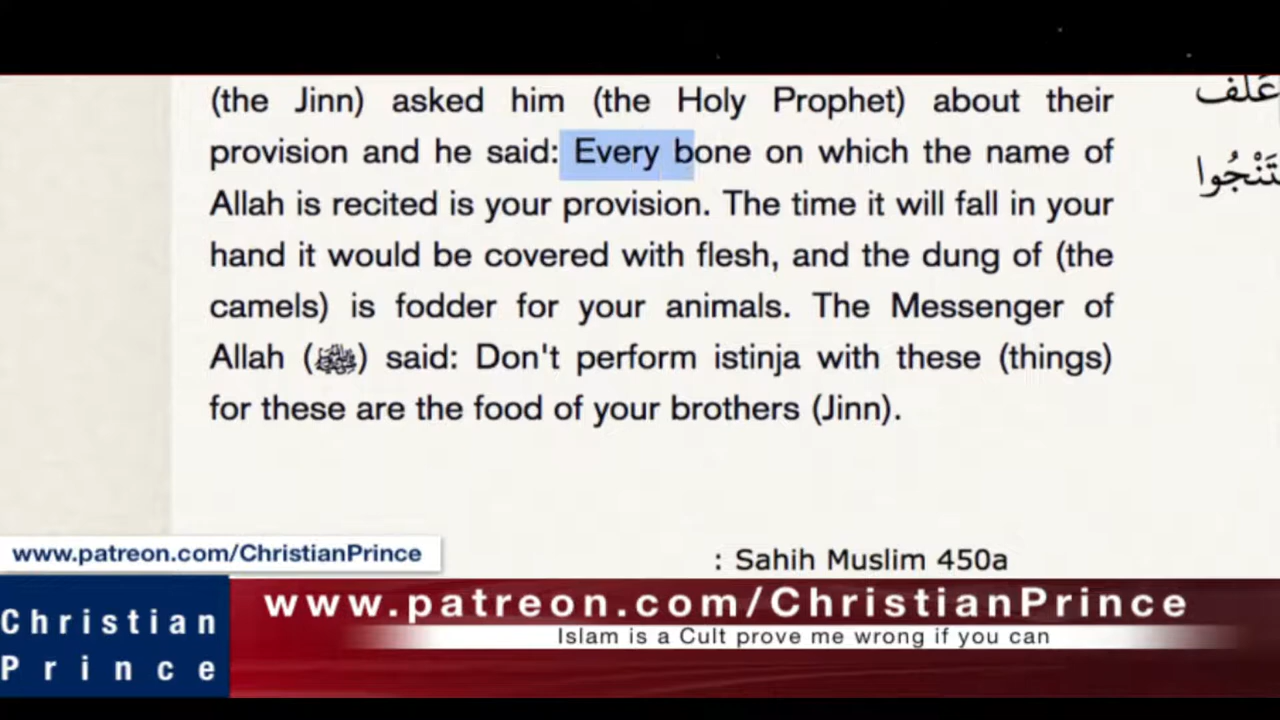 (the Jinn) asked him (the Holy Prophet) about their
provision and he said: Every bone on which the name of
Allah is recited is your provision. The time it will fall in your
hand it would be covered with flesh, and the dung of (the
camels) is fodder for your animals. The Messenger of
Allah (ﷺ) said: Don't perform istinja with these (things)
for these are the food of your brothers (Jinn).
عَلَف
تَنْجُوا
: Sahih Muslim 450a
www.patreon.com/ChristianPrince
www.patreon.com/ChristianPrince
Islam is a Cult prove me wrong if you can
Christian
Prince